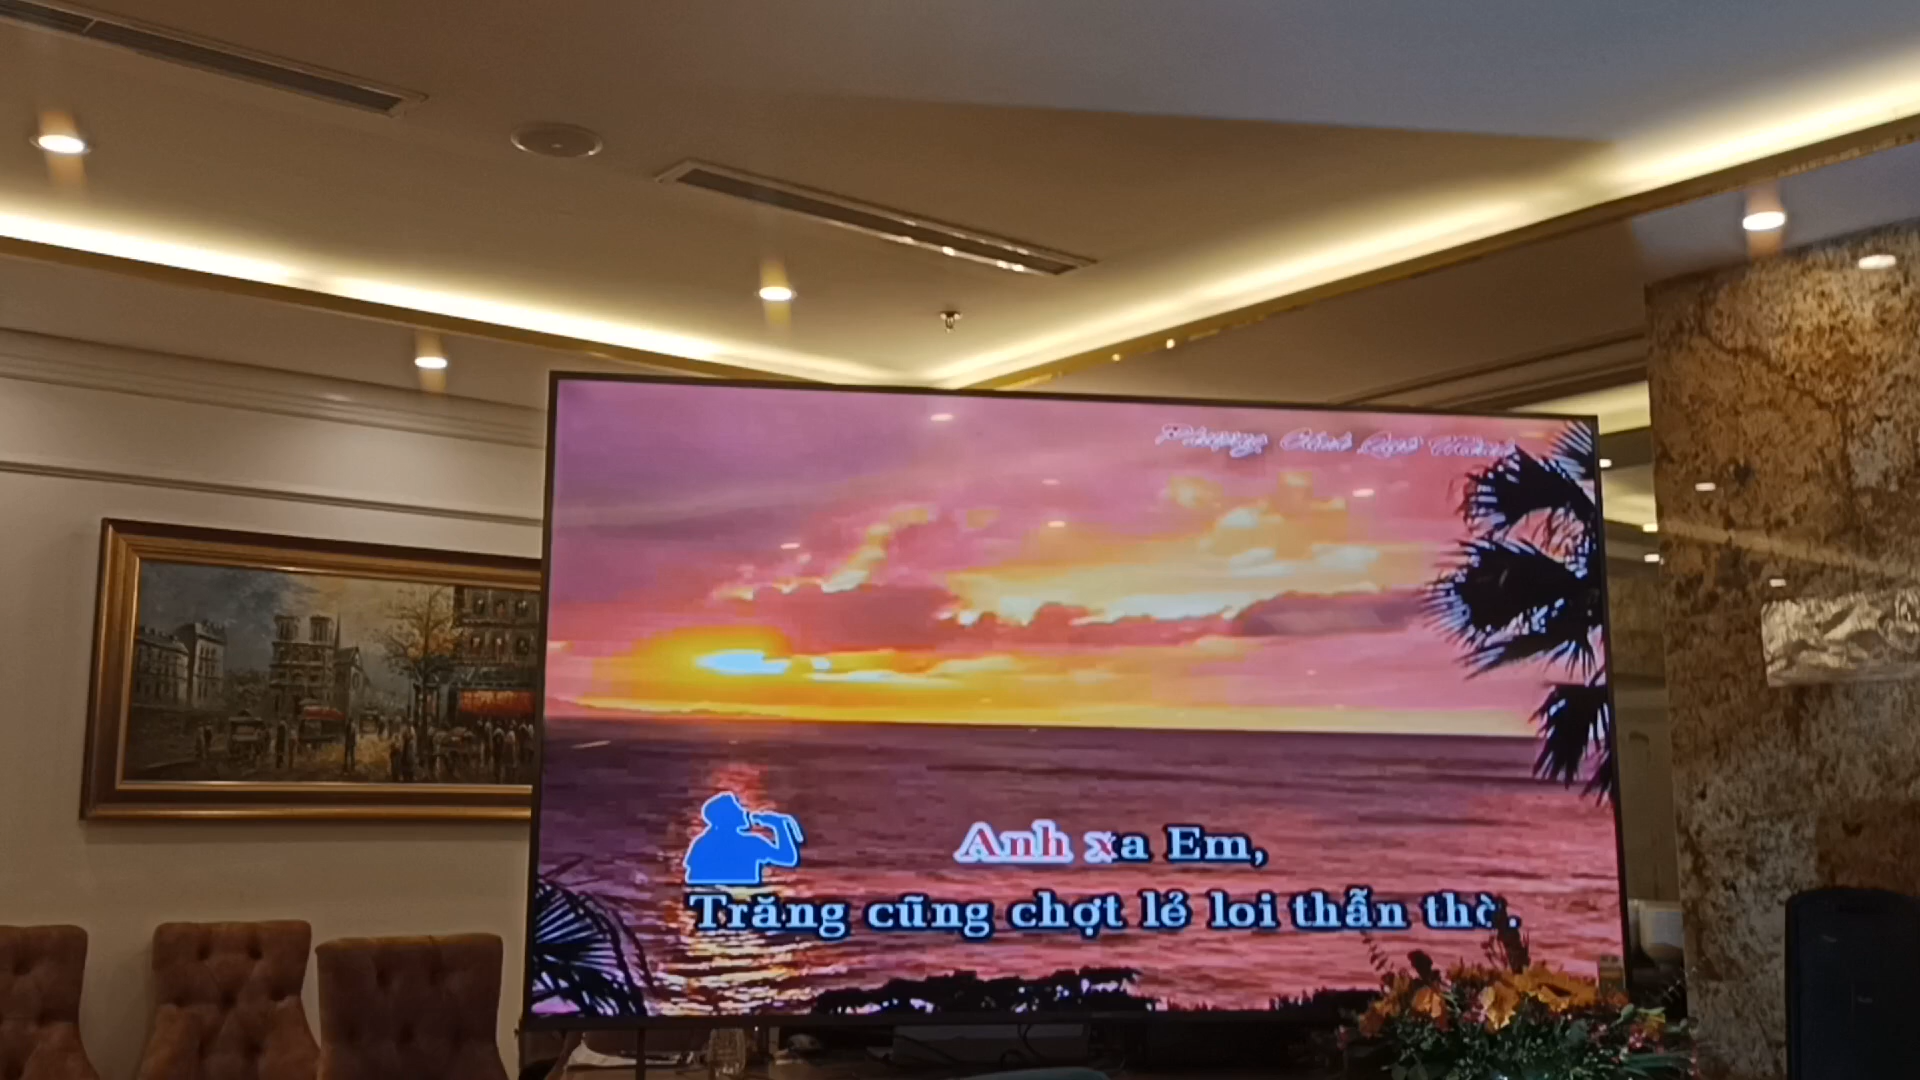 Anh xa Em,
Trăng cũng chợt lẻ loi thẫn thờ.